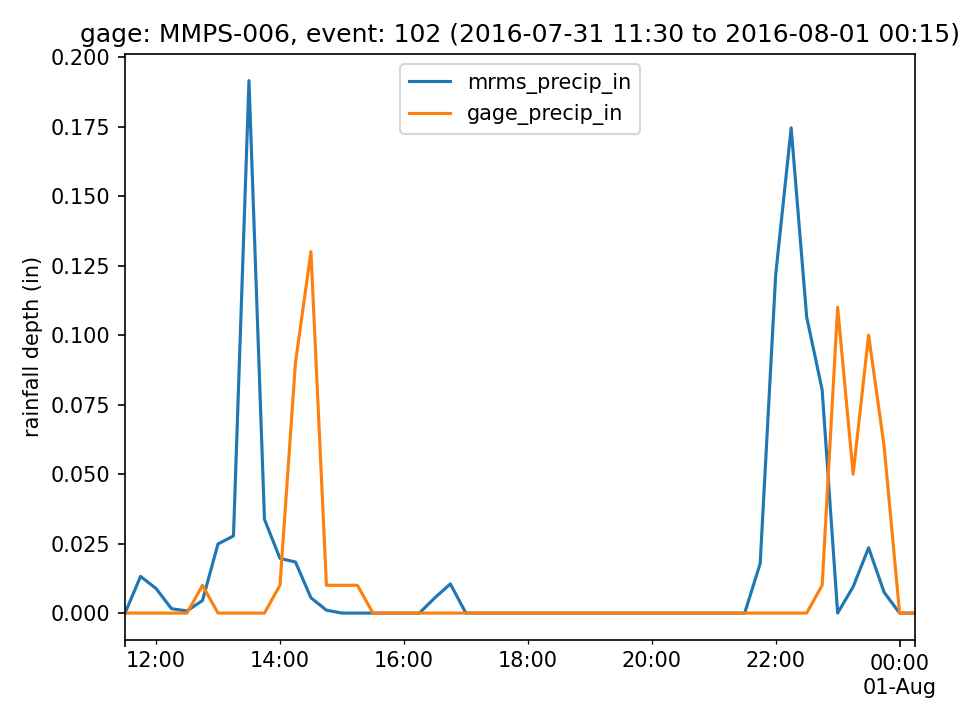 gage: MMPS-006, event: 102 (2016-07-31 11:30 to 2016-08-01 00:15)
mrms_precip_in
gage_precip_in
rainfall depth (in)
0.200
0.175
0.150
0.125
0.100
0.075
0.050
0.025
0.000
12:00 14:00 16:00 18:00 20:00 22:00 00:00
01-Aug